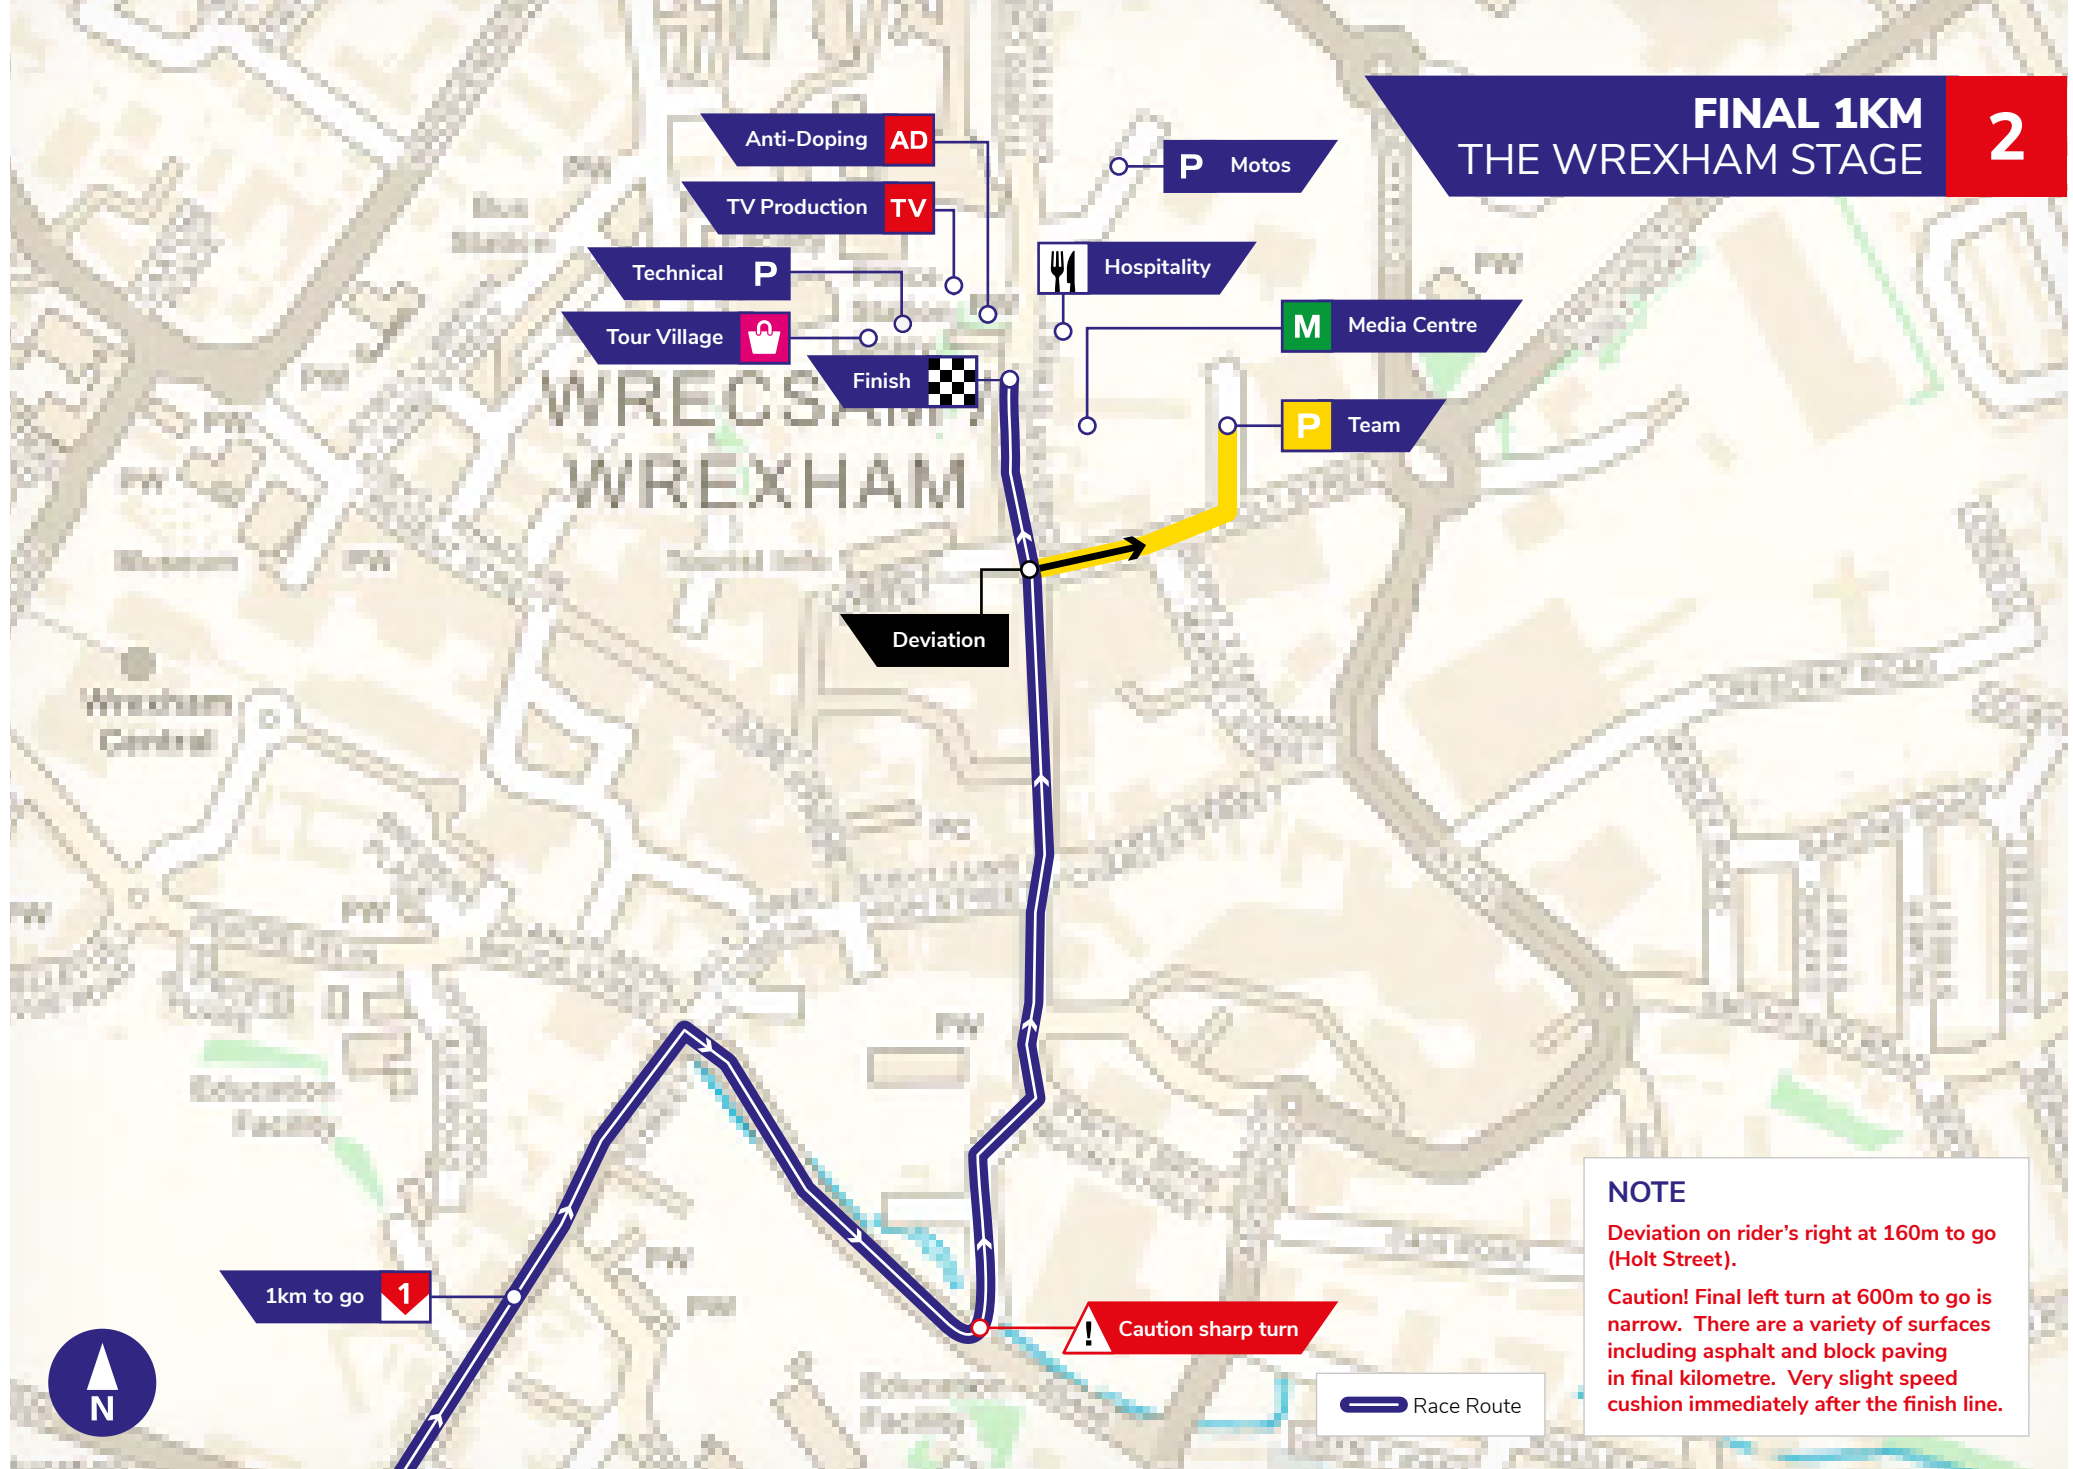 FINAL 1KM
THE WREXHAM STAGE
2
Anti-Doping AD
TV Production TV
Technical P
Tour Village
Finish
P Motos
Hospitality
M Media Centre
P Team
WREXHAM
Deviation
Wrexham
Central
PW
1km to go 1
! Caution sharp turn
N
Race Route
NOTE
Deviation on rider's right at 160m to go
(Holt Street).
Caution! Final left turn at 600m to go is
narrow. There are a variety of surfaces
including asphalt and block paving
in final kilometre. Very slight speed
cushion immediately after the finish line.